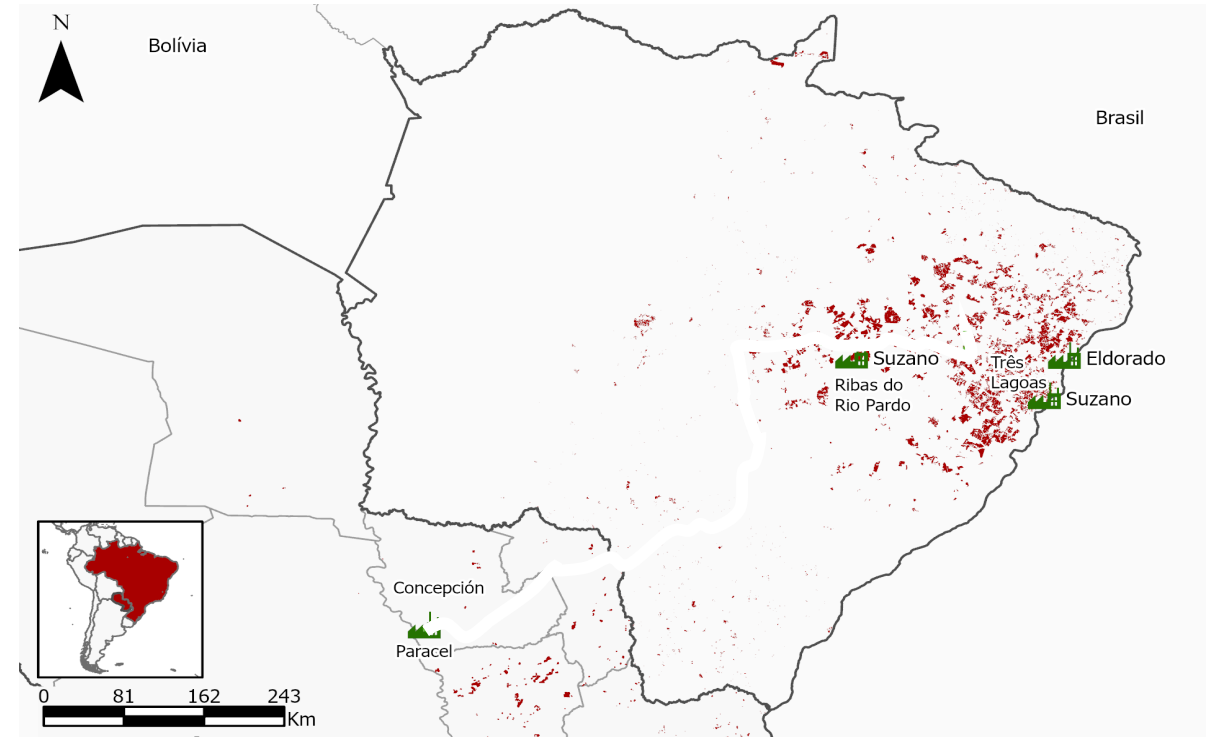 N
Bolívia
Brasil
Suzano
Três
Lagoas
Eldorado
Ribas do
Rio Pardo
Suzano
Concepción
Paracel
0 81 162 243
Km